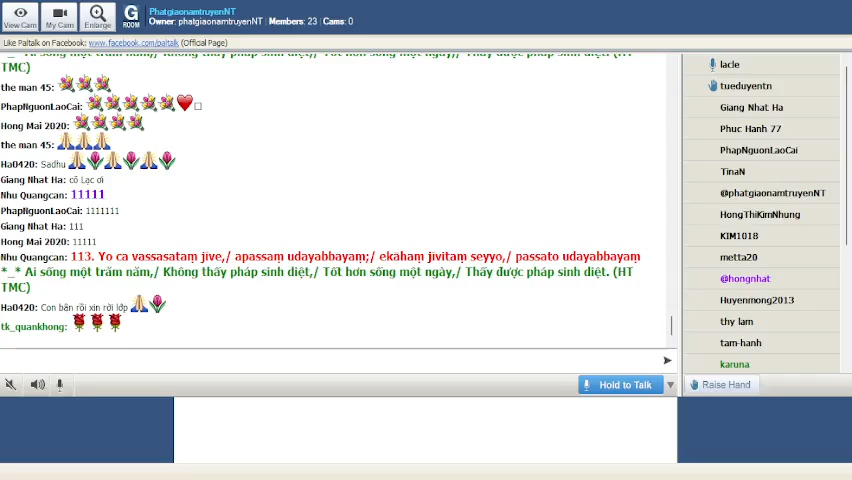 PhatgiaonamtruyenNT
Owner: phatgiaonamtruyenNT | Members: 23 | Cams: 0
View Cam
My Cam
Enlarge
G
ROOM
Like Paltalk on Facebook: www.facebook.com/paltalk (Official Page)
TMC)
the man 45:
PhapNguonLaoCai:
Hong Mai 2020:
the man 45:
Ha0420: Sadhu
Giang Nhat Ha: cô Lạc ơi
Nhu Quangcan: 11111
PhapNguonLaoCai: 1111111
Giang Nhat Ha: 111
Hong Mai 2020: 11111
Nhu Quangcan: 113. Yo ca vassasataṃ jīve,/ apassaṃ udayabbayaṃ;/ ekāhaṃ jīvitaṃ seyyo,/ passato udayabbayaṃ
*_* Ai sống một trăm năm,/ Không thấy pháp sinh diệt,/ Tốt hơn sống một ngày,/ Thấy được pháp sinh diệt. (HT
TMC)
Ha0420: Con bận rồi xin rời lớp
tk_quankhong:
Hold to Talk
lacle
tueduyentn
Giang Nhat Ha
Phuc Hanh 77
PhapNguonLaoCai
TinaN
@phatgiaonamtruyenNT
HongThiKimNhung
KIM1018
metta20
@hongnhat
Huyenmong2013
thy lam
tam-hanh
karuna
Raise Hand